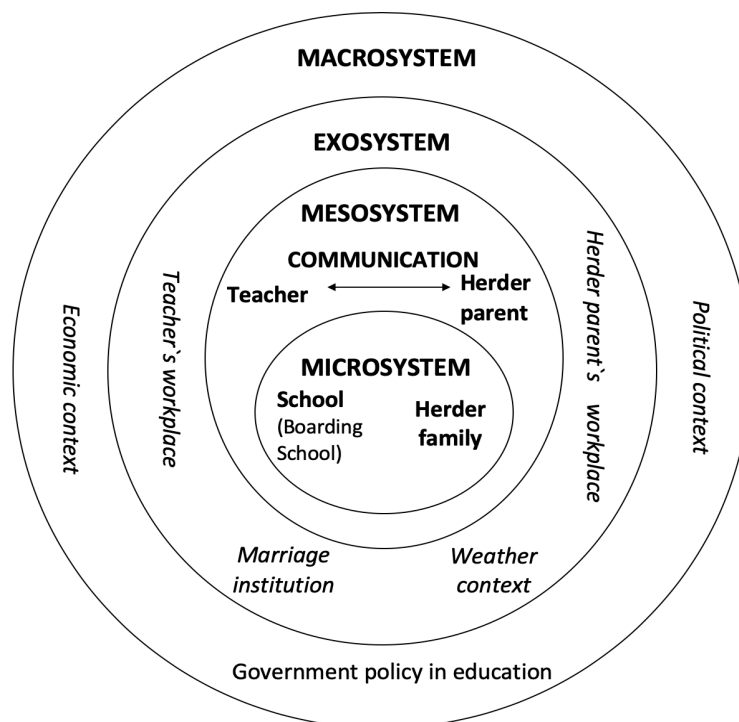 MACROSYSTEM
EXOSYSTEM
MESOSYSTEM
COMMUNICATION
Teacher
Herder
parent
MICROSYSTEM
School
(Boarding
School)
Herder
family
Economic context
Teacher`s workplace
Herder parent`s workplace
Political context
Marriage
institution
Weather
context
Government policy in education